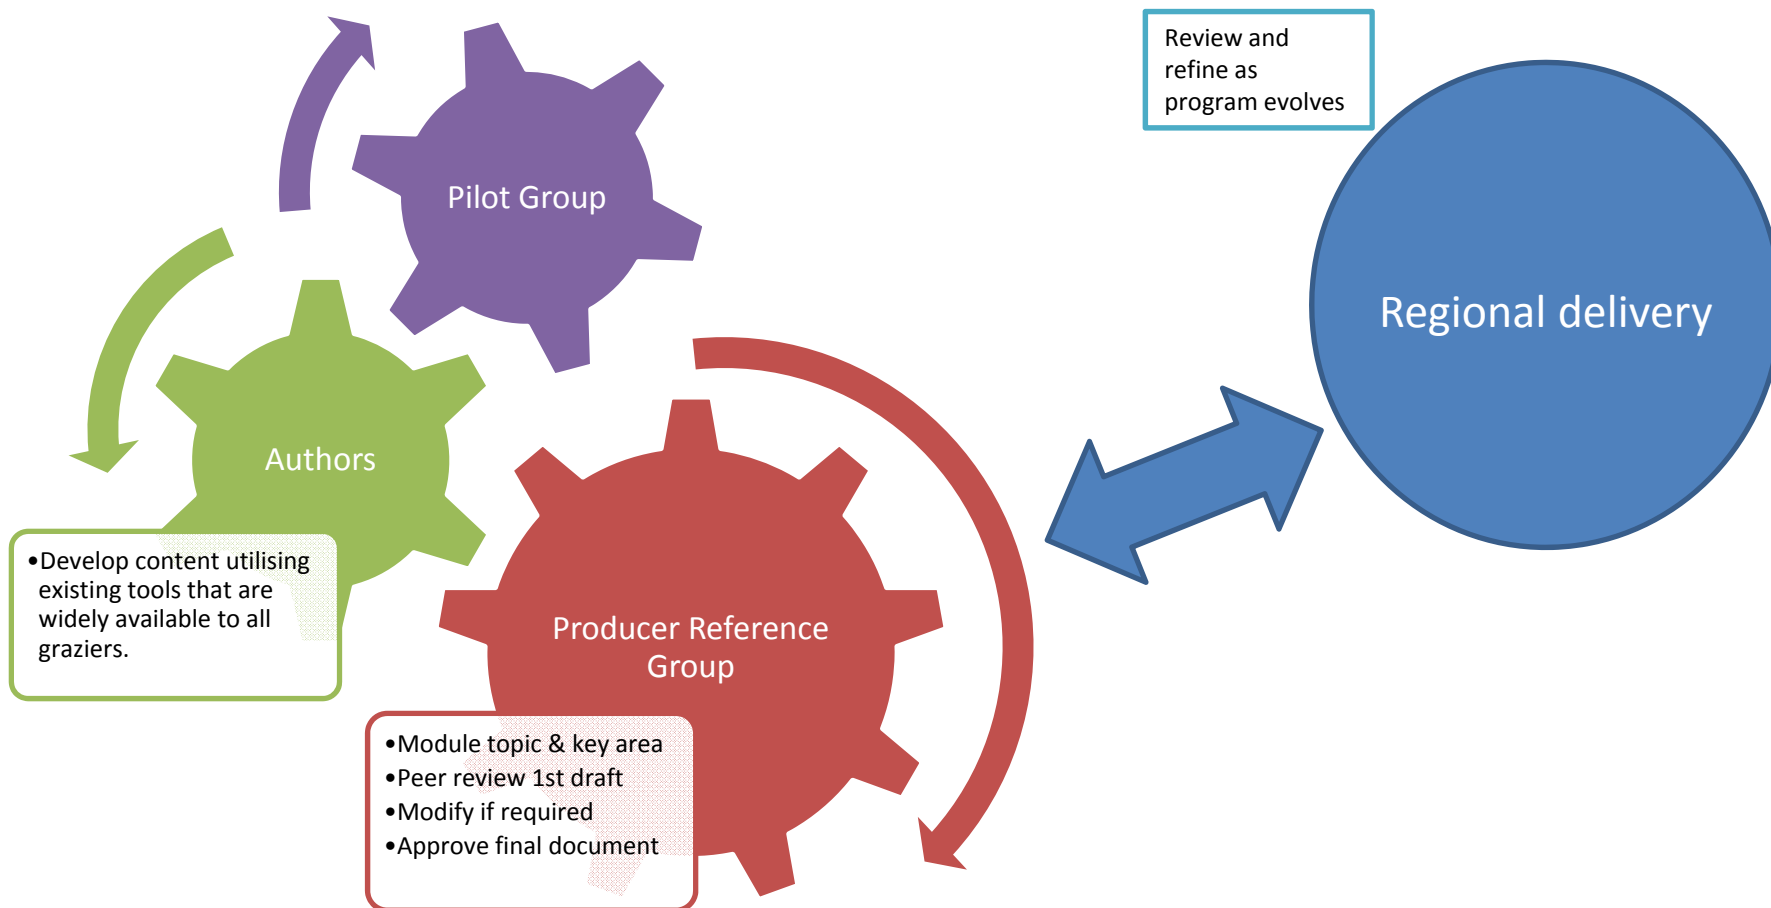 Review and
refine as
program evolves
Pilot Group
Regional delivery
Authors
•Develop content utilising
existing tools that are
widely available to all
graziers.
Producer Reference
Group
•Module topic & key area
•Peer review 1st draft
•Modify if required
•Approve final document